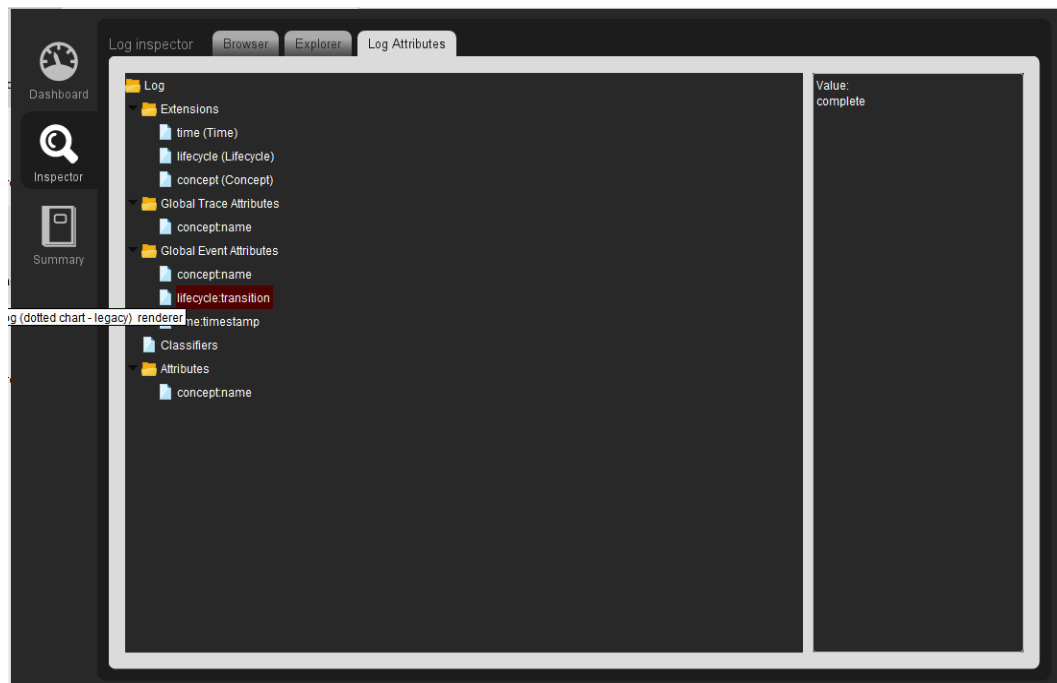 Log inspector Browser Explorer Log Attributes
Dashboard
Inspector
Summary
Log
Extensions
time (Time)
lifecycle (Lifecycle)
concept (Concept)
Global Trace Attributes
concept:name
Global Event Attributes
concept:name
lifecycle:transition
og (dotted chart - legacy) renderer
me:timestamp
Classifiers
Attributes
concept:name
Value:
complete